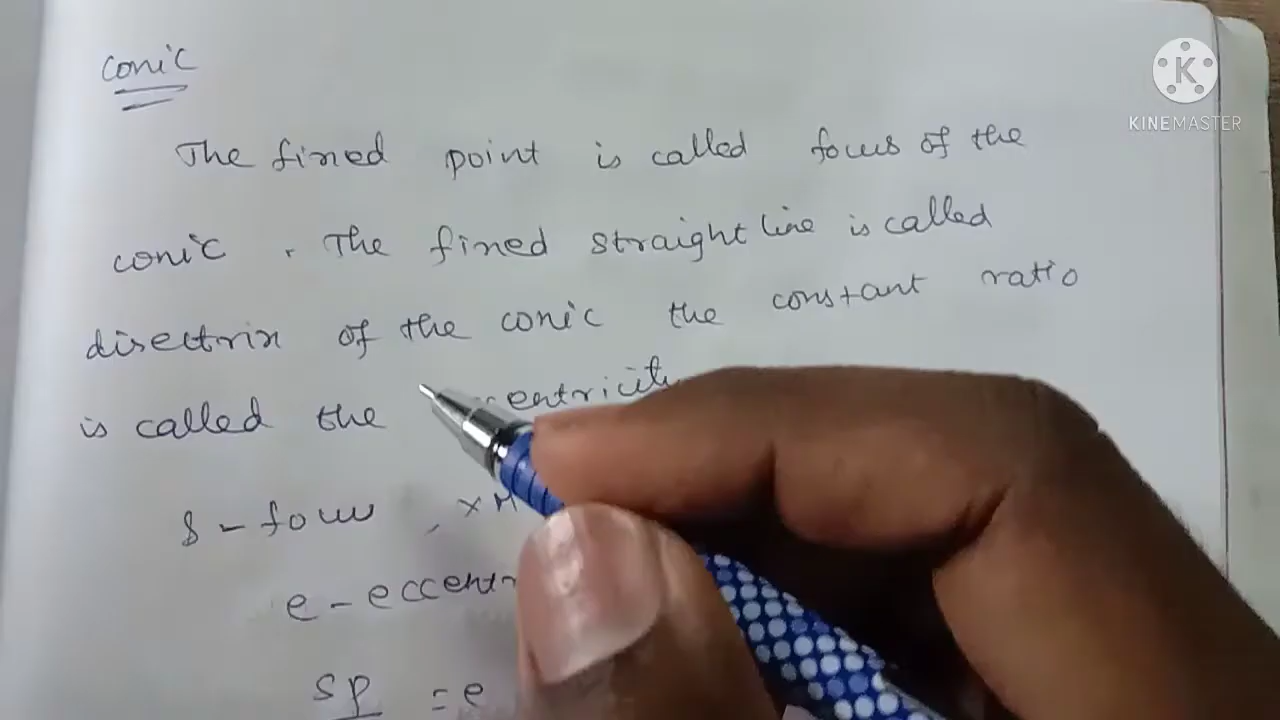 conic
The fixed point is called focus of the
conic. The fixed straight line is called
directrix of the conic the constant ratio
is called the
S - focus,
e -
SP = e
KINEMASTER